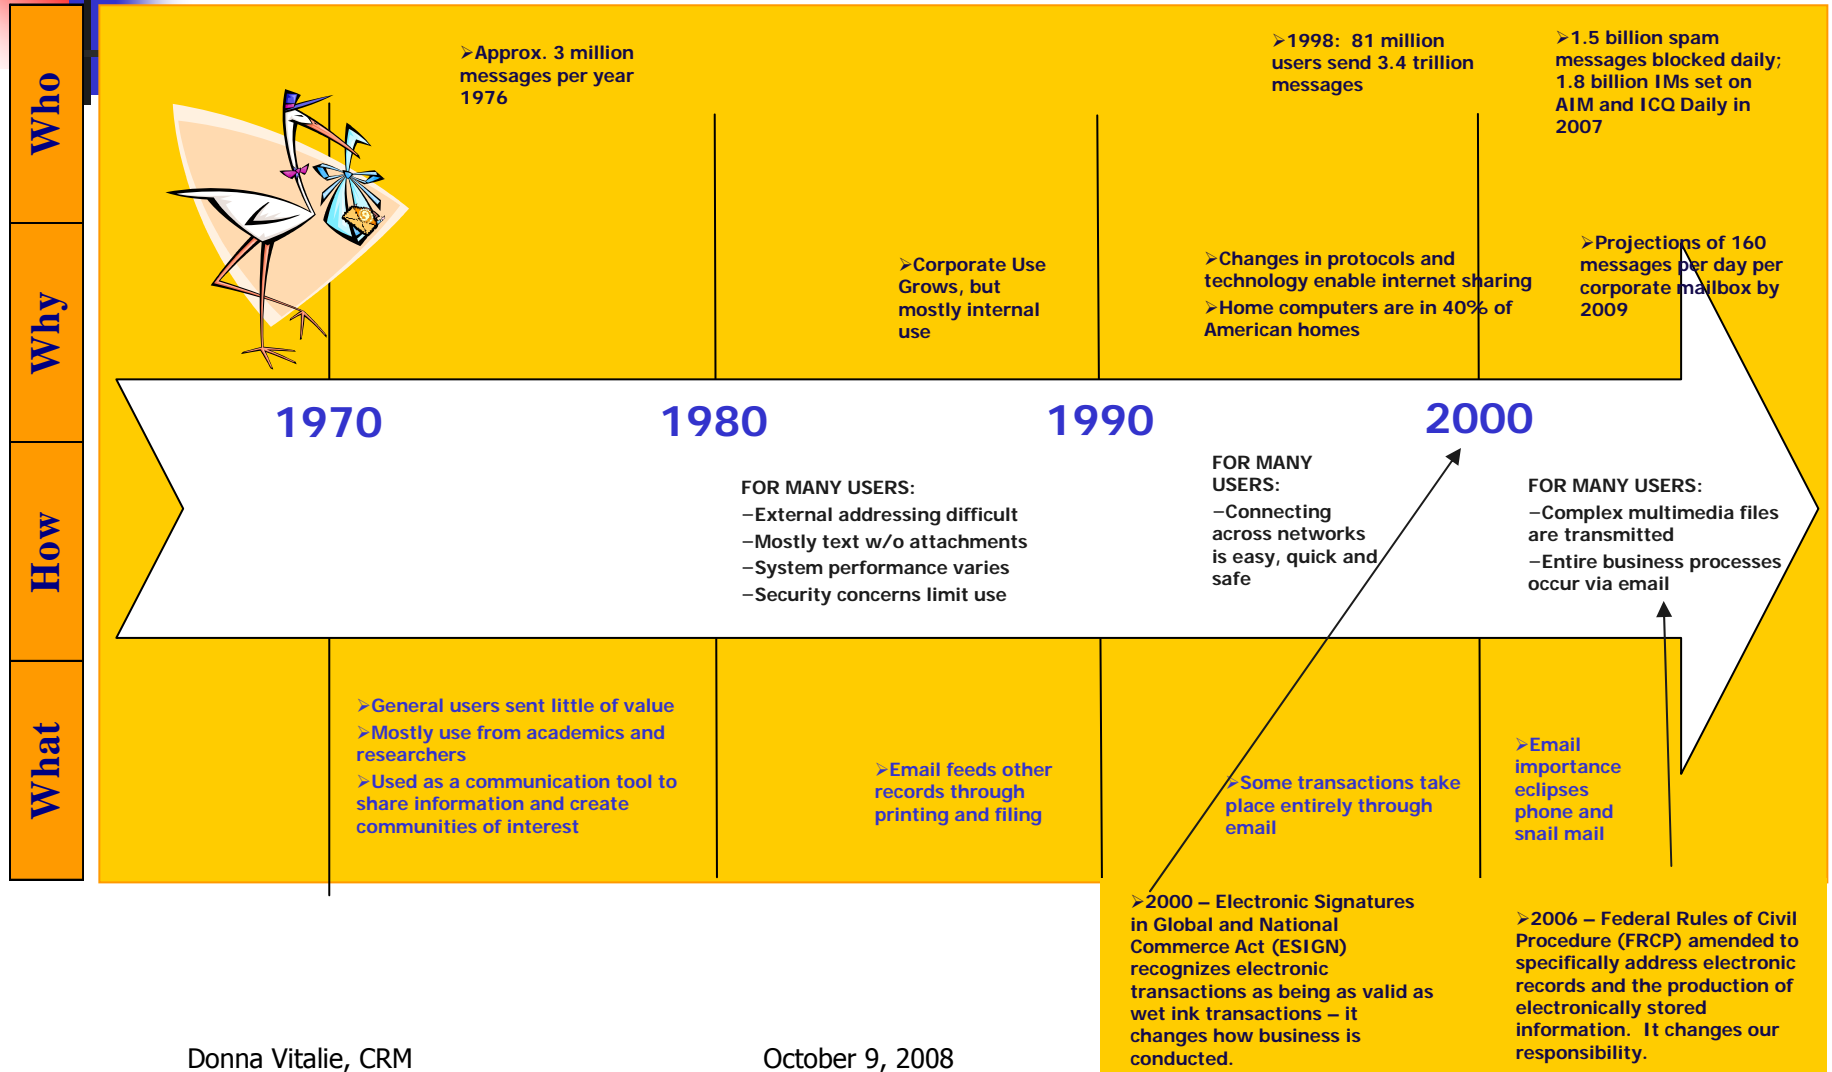 Who
➢Approx. 3 million
messages per year
1976
➢1998:  81 million
users send 3.4 trillion
messages
➢1.5 billion spam
messages blocked daily;
1.8 billion IMs set on
AIM and ICQ Daily in
2007
Why
➢Corporate Use
Grows, but
mostly internal
use
➢Changes in protocols and
technology enable internet sharing
➢Home computers are in 40% of
American homes
➢Projections of 160
messages per day per
corporate mailbox by
2009
1970
1980
1990
2000
How
FOR MANY USERS:
–External addressing difficult
–Mostly text w/o attachments
–System performance varies
–Security concerns limit use
FOR MANY
USERS:
–Connecting
across networks
is easy, quick and
safe
FOR MANY USERS:
–Complex multimedia files
are transmitted
–Entire business processes
occur via email
What
➢General users sent little of value
➢Mostly use from academics and
researchers
➢Used as a communication tool to
share information and create
communities of interest
➢Email feeds other
records through
printing and filing
➢Some transactions take
place entirely through
email
➢Email
importance
eclipses
phone and
snail mail
➢2000 – Electronic Signatures
in Global and National
Commerce Act (ESIGN)
recognizes electronic
transactions as being as valid as
wet ink transactions – it
changes how business is
conducted.
➢2006 – Federal Rules of Civil
Procedure (FRCP) amended to
specifically address electronic
records and the production of
electronically stored
information.  It changes our
responsibility.
Donna Vitalie, CRM
October 9, 2008